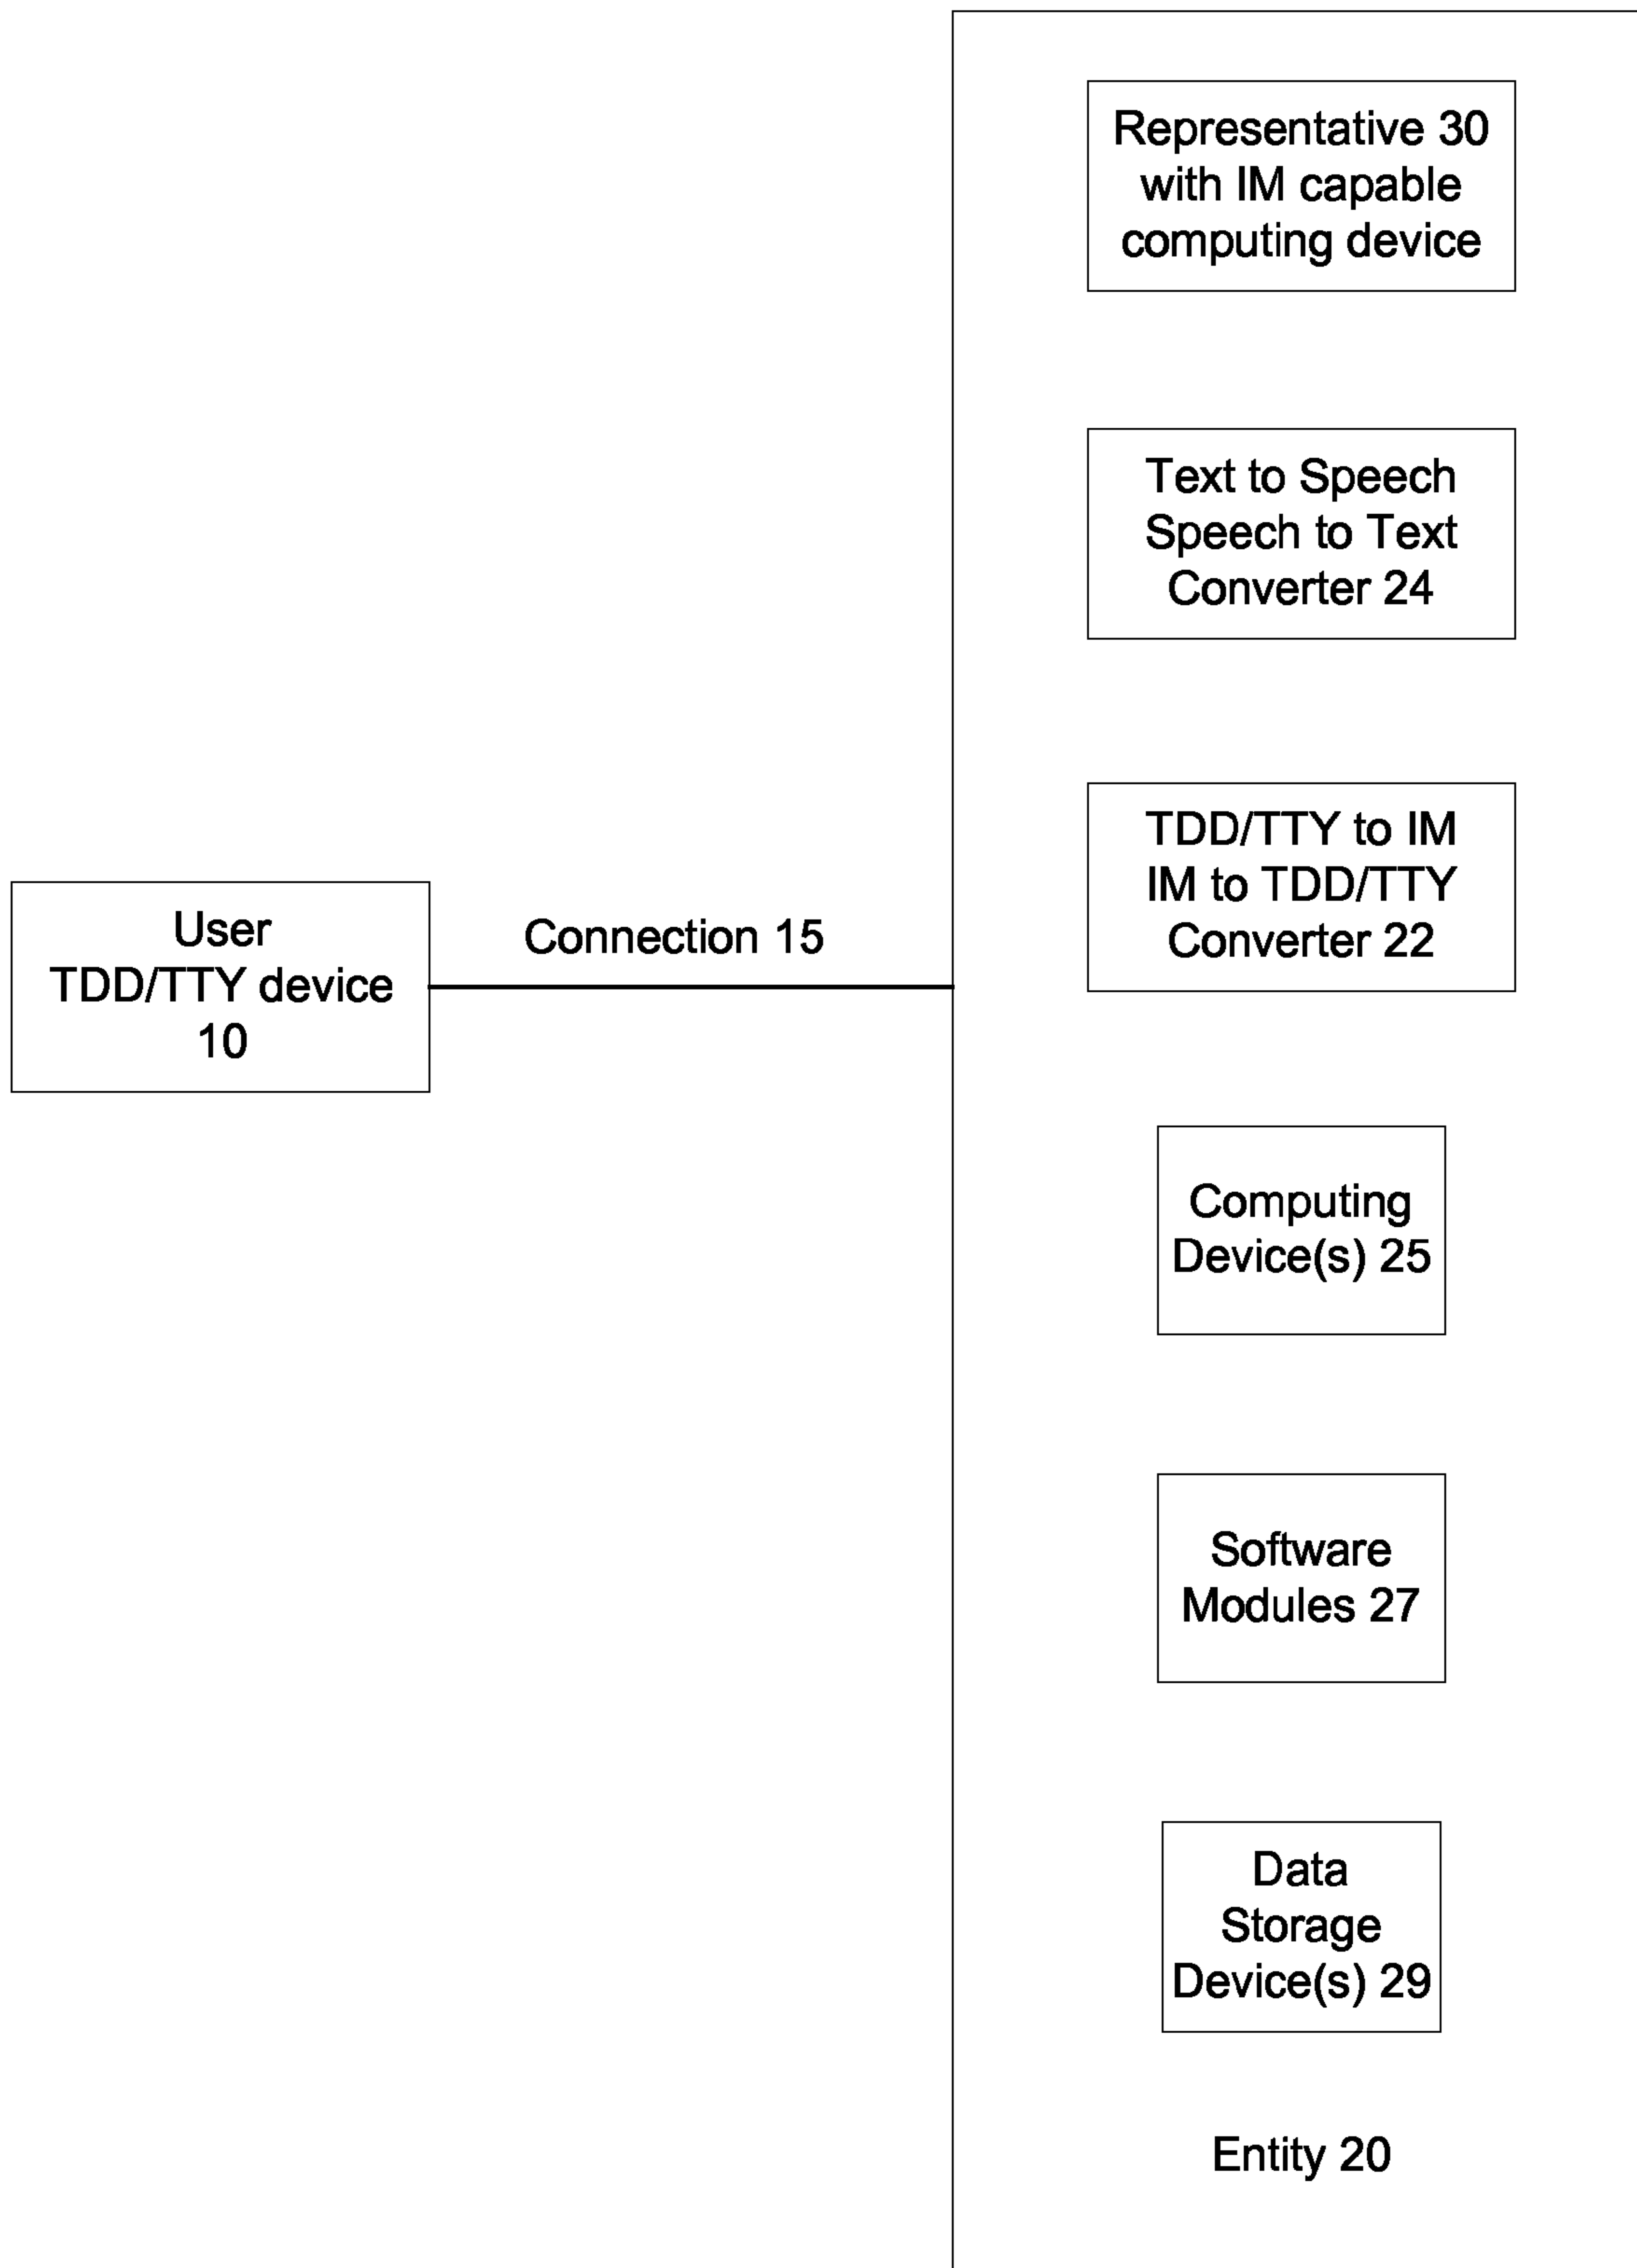 Representative 30
with IM capable
computing device
Text to Speech
Speech to Text
Converter 24
TDD/TTY to IM
IM to TDD/TTY
Converter 22
User
TDD/TTY device
10
Connection 15
Computing
Device(s) 25
Software
Modules 27
Data
Storage
Device(s) 29
Entity 20